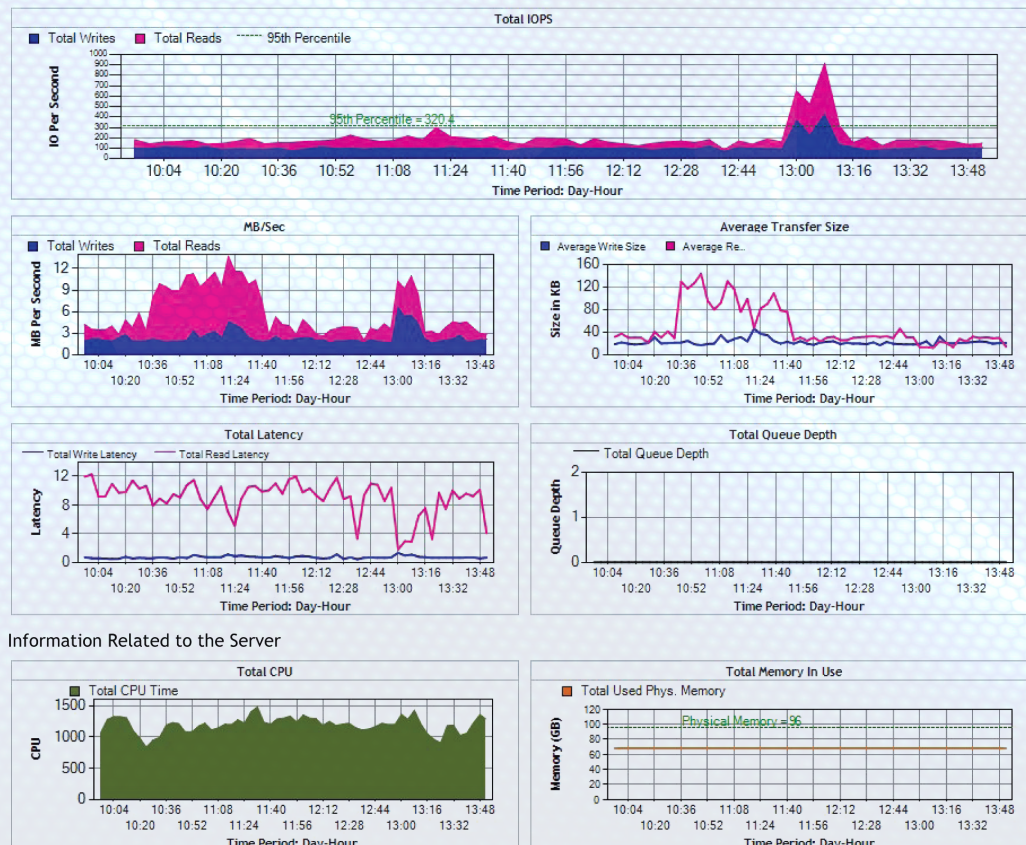 Total IOPS
Total Writes Total Reads 95th Percentile
1000
900
800
700
600
500
400
300
200
100
0
IO Per Second
95th Percentile = 320.4
10:04 10:20 10:36 10:52 11:08 11:24 11:40 11:56 12:12 12:28 12:44 13:00 13:16 13:32 13:48
Time Period: Day-Hour
MB/Sec
Total Writes Total Reads
12
9
6
3
0
MB Per Second
10:04 10:36 11:08 11:40 12:12 12:44 13:16 13:48
10:20 10:52 11:24 11:56 12:28 13:00 13:32
Time Period: Day-Hour
Average Transfer Size
Average Write Size Average Re...
160
120
80
40
0
Size in KB
10:04 10:36 11:08 11:40 12:12 12:44 13:16 13:48
10:20 10:52 11:24 11:56 12:28 13:00 13:32
Time Period: Day-Hour
Total Latency
Total Write Latency Total Read Latency
12
8
4
0
Latency
10:04 10:36 11:08 11:40 12:12 12:44 13:16 13:48
10:20 10:52 11:24 11:56 12:28 13:00 13:32
Time Period: Day-Hour
Total Queue Depth
Total Queue Depth
2
1
0
Queue Depth
10:04 10:36 11:08 11:40 12:12 12:44 13:16 13:48
10:20 10:52 11:24 11:56 12:28 13:00 13:32
Time Period: Day-Hour
Information Related to the Server
Total CPU
Total CPU Time
1500
1000
500
0
CPU
10:04 10:36 11:08 11:40 12:12 12:44 13:16 13:48
10:20 10:52 11:24 11:56 12:28 13:00 13:32
Time Period: Day-Hour
Total Memory In Use
Total Used Phys. Memory
120
100
80
60
40
20
0
Memory (GB)
Physical Memory = 96
10:04 10:36 11:08 11:40 12:12 12:44 13:16 13:48
10:20 10:52 11:24 11:56 12:28 13:00 13:32
Time Period: Day-Hour